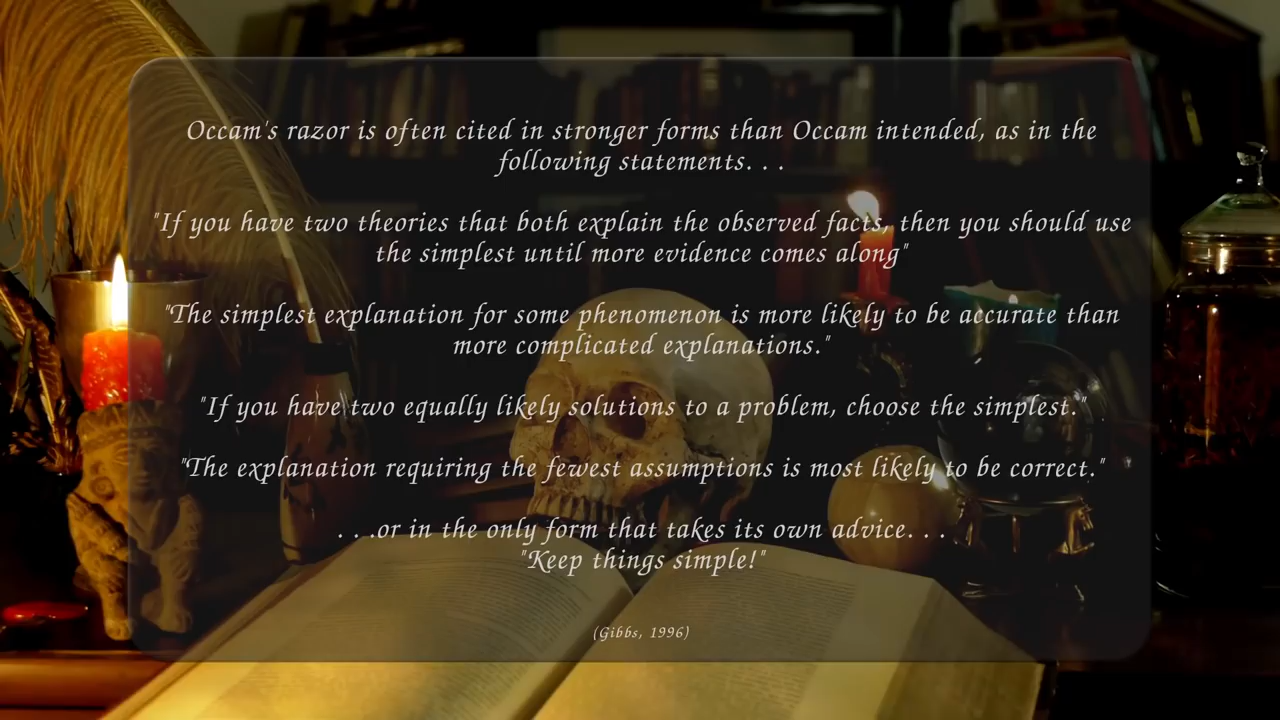 Occam's razor is often cited in stronger forms than Occam intended, as in the
following statements. . .
"If you have two theories that both explain the observed facts, then you should use
the simplest until more evidence comes along"
"The simplest explanation for some phenomenon is more likely to be accurate than
more complicated explanations."
"If you have two equally likely solutions to a problem, choose the simplest."
"The explanation requiring the fewest assumptions is most likely to be correct."
. . .or in the only form that takes its own advice. . .
"Keep things simple!"
(Gibbs, 1996)